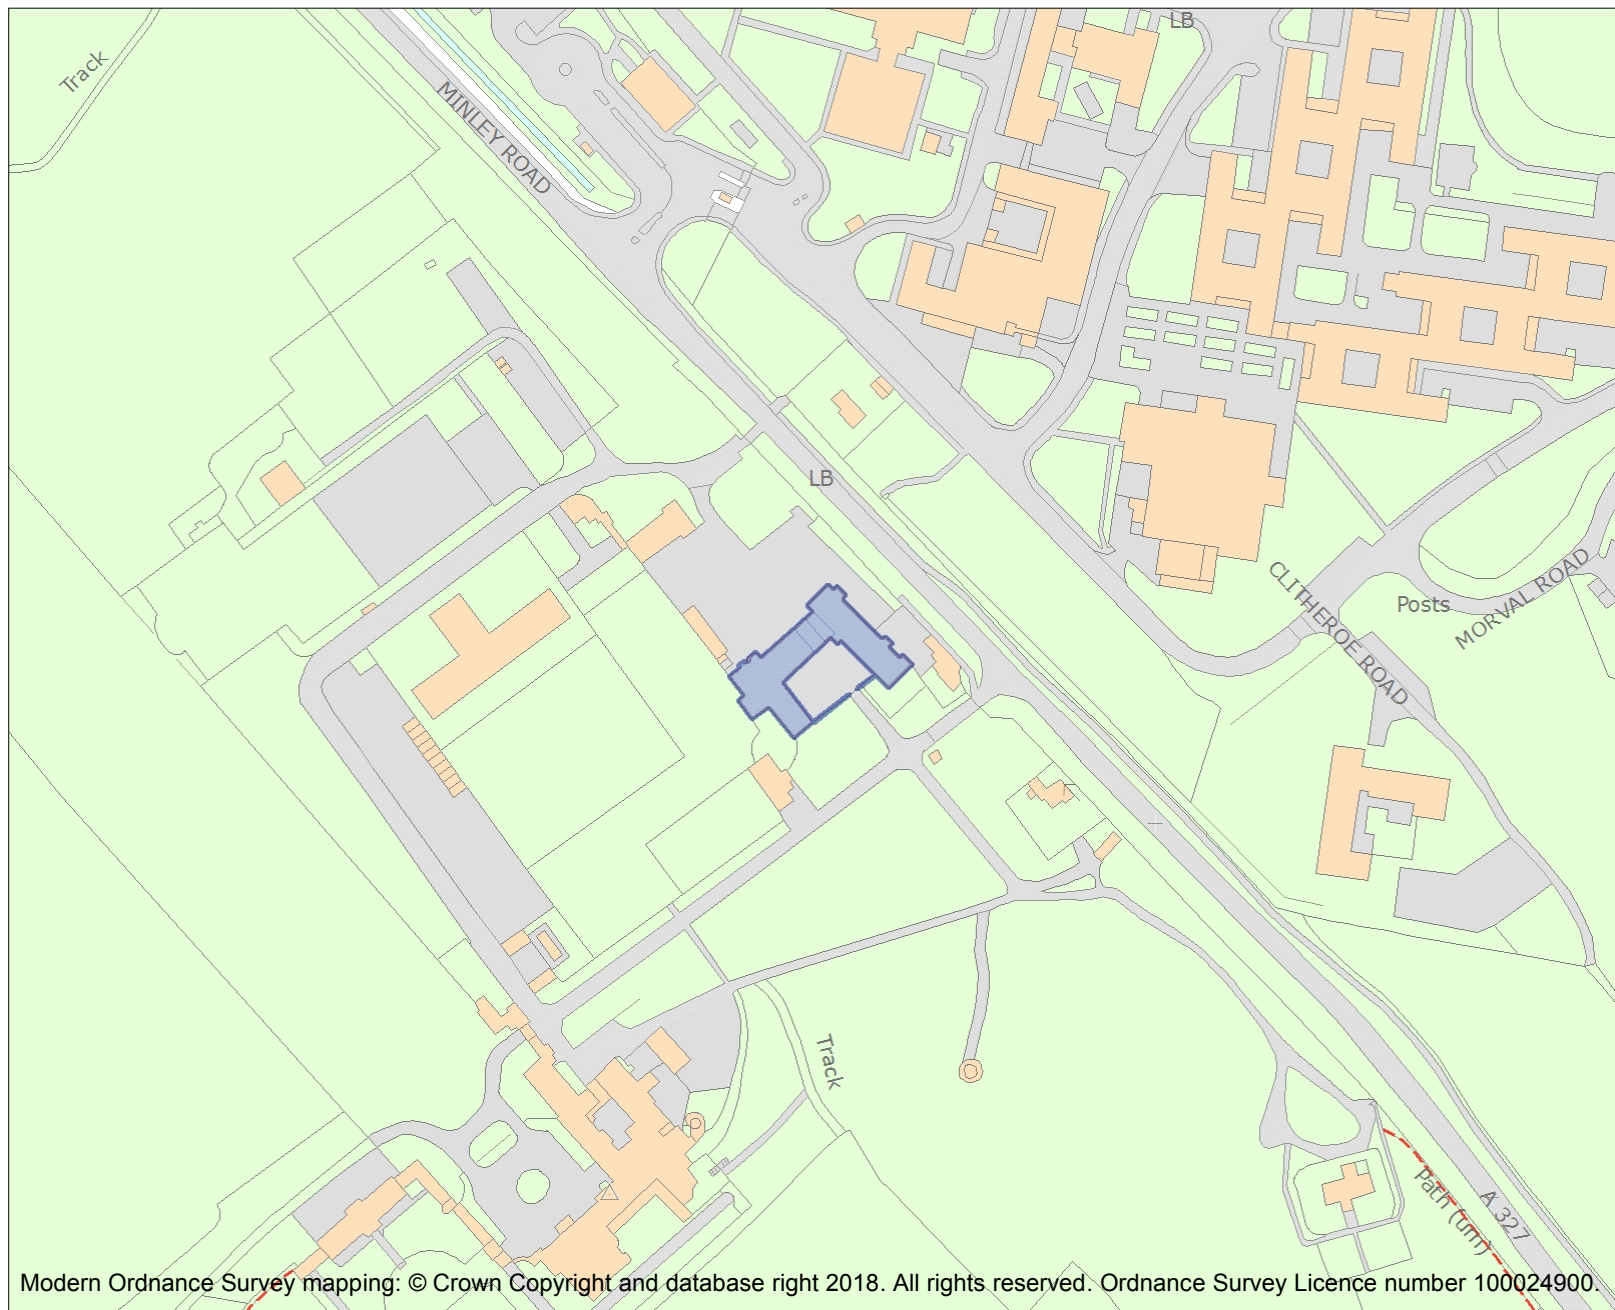 LB
Track
MINLEY ROAD
LB
CLITHEROE ROAD
Posts
MORVAL ROAD
Track
Path (um)
A 327
Modern Ordnance Survey mapping: © Crown Copyright and database right 2018. All rights reserved. Ordnance Survey Licence number 100024900.